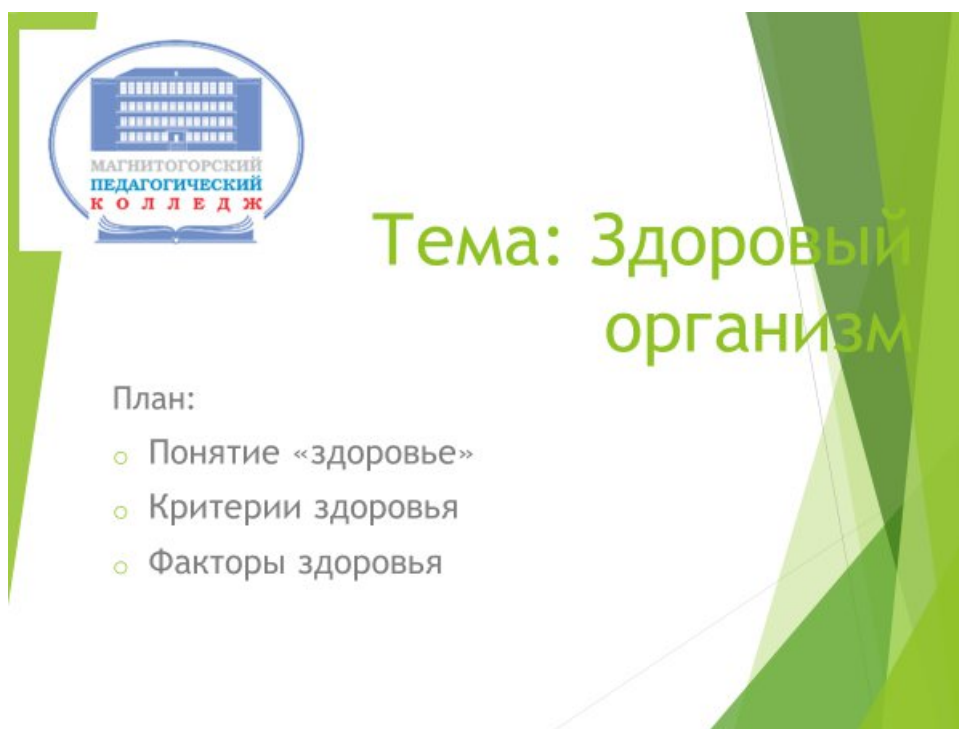 МАГНИТОГОРСКИЙ
ПЕДАГОГИЧЕСКИЙ
КОЛЛЕДЖ
Тема: Здоровый
организм
План:
Понятие «здоровье»
Критерии здоровья
Факторы здоровья